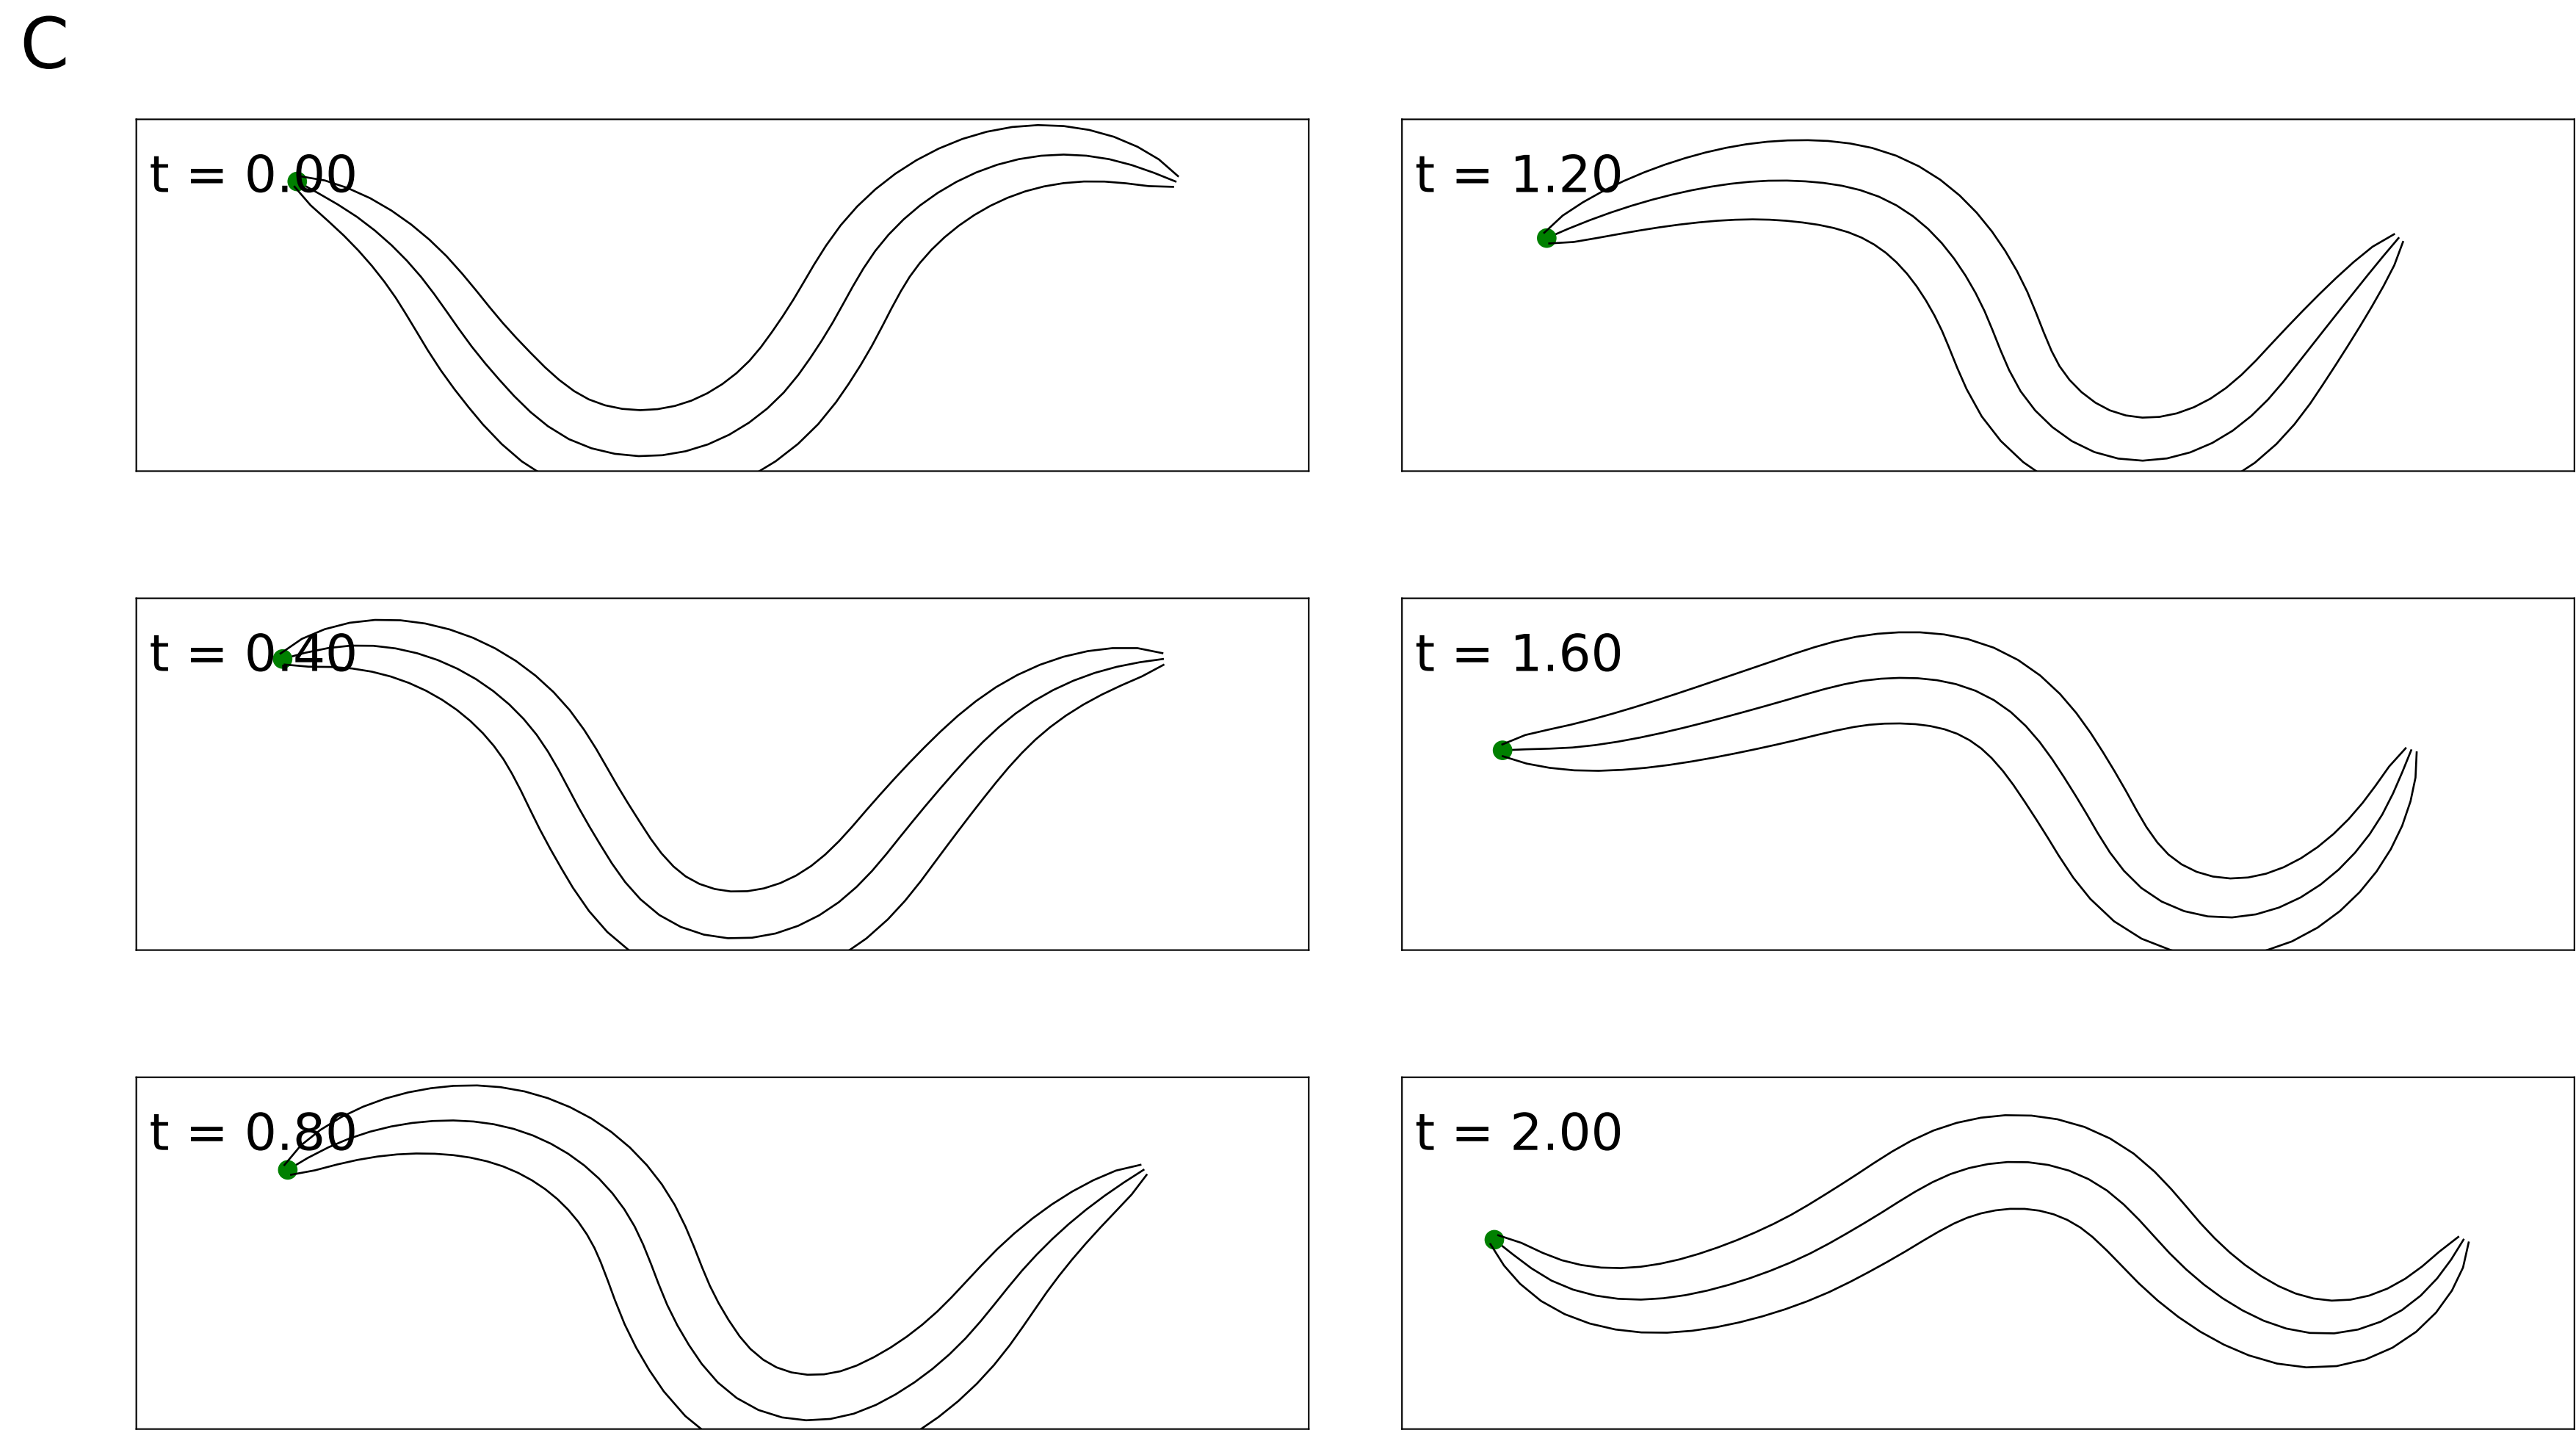 C
t = 0.00
t = 1.20
t = 0.40
t = 1.60
t = 0.80
t = 2.00